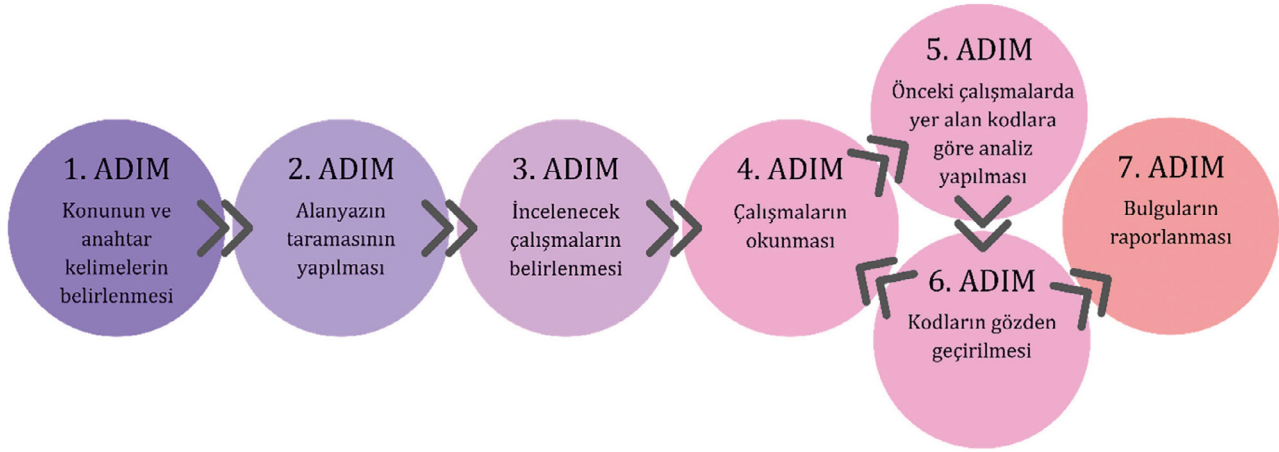 1. ADIM
Konunun ve
anahtar
kelimelerin
belirlenmesi
2. ADIM
Alanyazın
taramasının
yapılması
3. ADIM
İncelenecek
çalışmaların
belirlenmesi
4. ADIM
Çalışmaların
okunması
5. ADIM
Önceki çalışmalarda
yer alan kodlara
göre analiz
yapılması
6. ADIM
Kodların gözden
geçirilmesi
7. ADIM
Bulguların
raporlanması